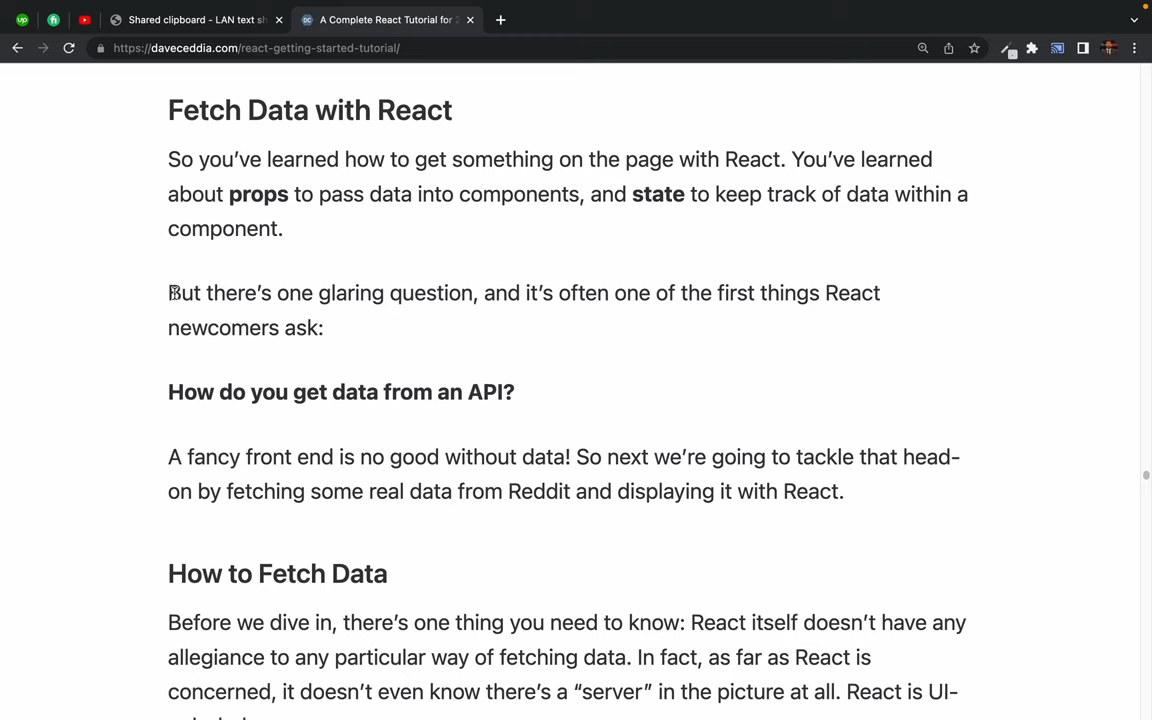 up
Shared clipboard - LAN text sh
DC
A Complete React Tutorial for 2
https://daveceddia.com/react-getting-started-tutorial/
Fetch Data with React
So you’ve learned how to get something on the page with React. You’ve learned
about props to pass data into components, and state to keep track of data within a
component.
But there’s one glaring question, and it’s often one of the first things React
newcomers ask:
How do you get data from an API?
A fancy front end is no good without data! So next we’re going to tackle that head-
on by fetching some real data from Reddit and displaying it with React.
How to Fetch Data
Before we dive in, there’s one thing you need to know: React itself doesn’t have any
allegiance to any particular way of fetching data. In fact, as far as React is
concerned, it doesn’t even know there’s a “server” in the picture at all. React is UI-